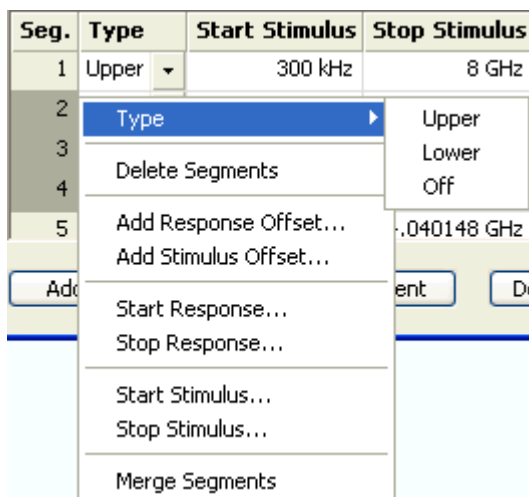 Seg. Type Start Stimulus Stop Stimulus
1 Upper 300 kHz 8 GHz
2
Type Upper
3
Lower
Delete Segments Off
4
5 Add Response Offset... .040148 GHz
Add Stimulus Offset...
Start Response...
Stop Response...
Start Stimulus...
Stop Stimulus...
Merge Segments